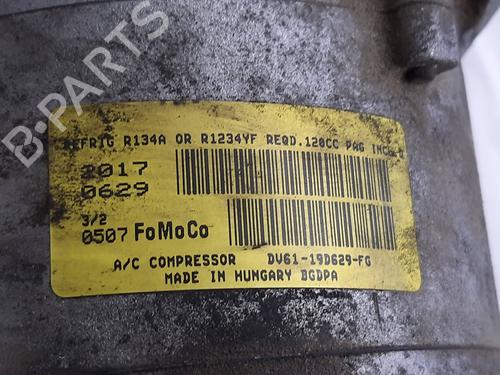 B-PARTS
REFRIG R134A OR R1234YF REQD.120CC PAG INCL.
2017
0629
3/2
0507 FoMoCo
A/C COMPRESSOR DV61-19D629-FG
MADE IN HUNGARY BGDPA